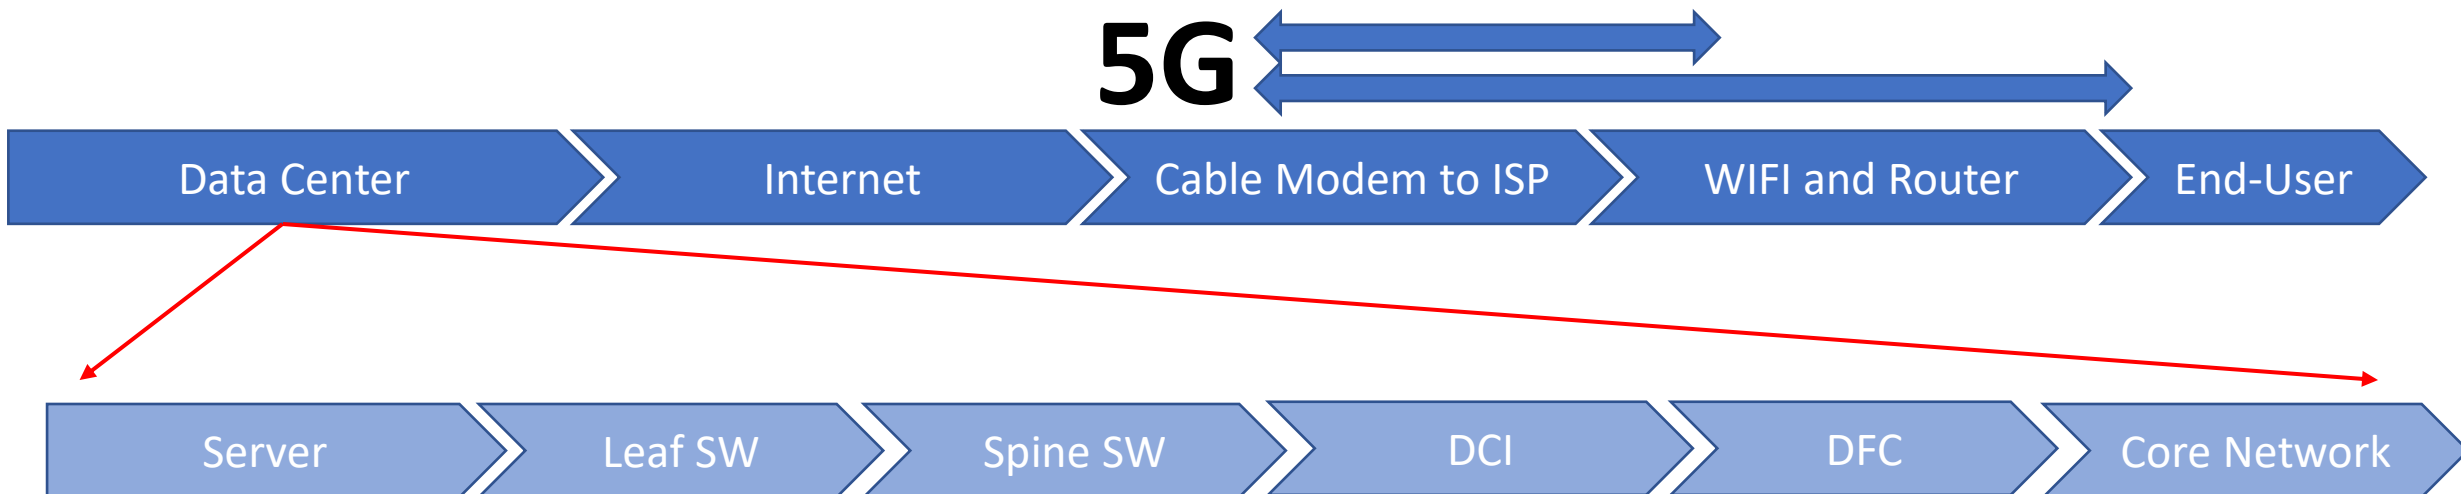 5G
Data Center
Internet
Cable Modem to ISP
WIFI and Router
End-User
Server
Leaf SW
Spine SW
DCI
DFC
Core Network